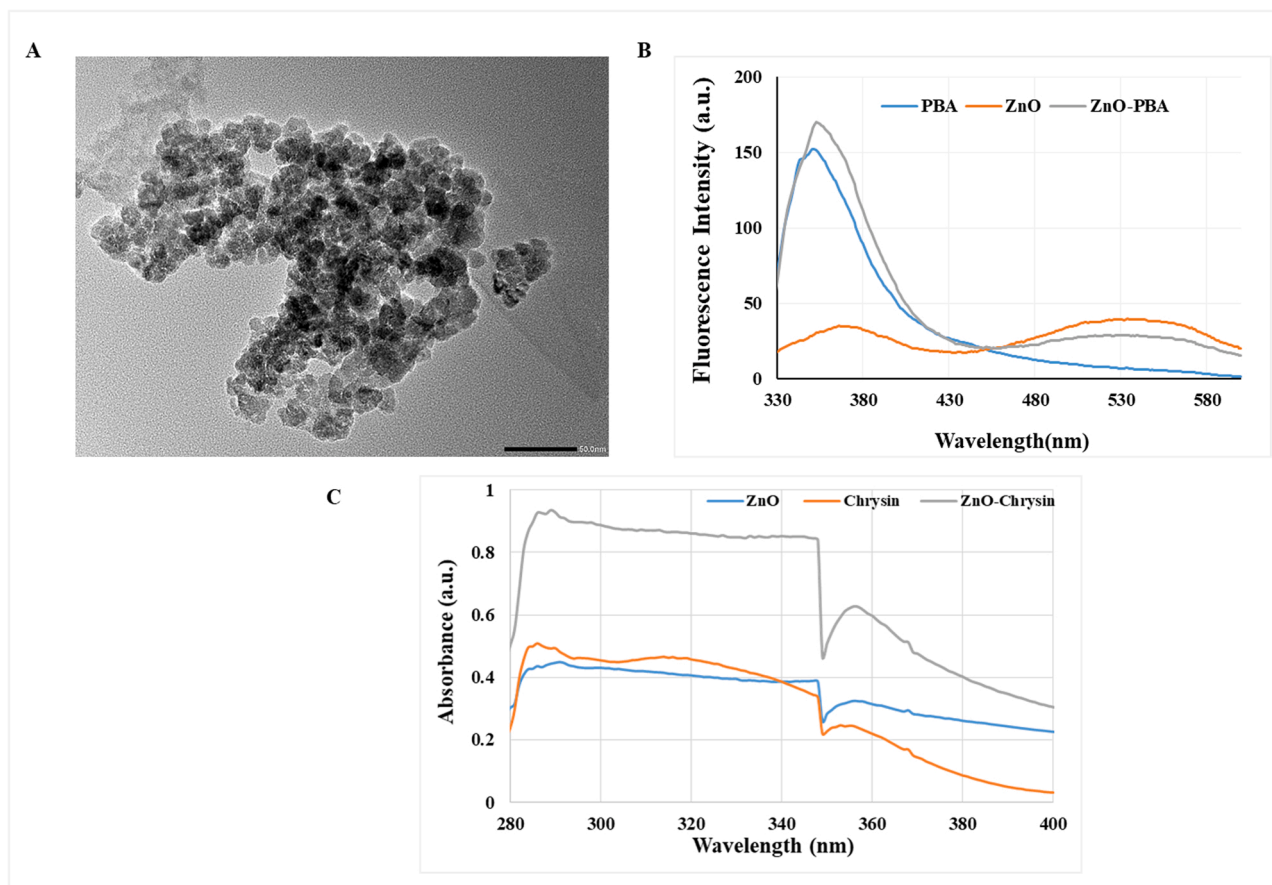 A
50.0nm
B
Fluorescence Intensity (a.u.)
200
150
100
50
0
PBA ZnO ZnO-PBA
330 380 430 480 530 580
Wavelength(nm)
C
Absorbance (a.u.)
1
0.8
0.6
0.4
0.2
0
ZnO Chrysin ZnO-Chrysin
280 300 320 340 360 380 400
Wavelength (nm)